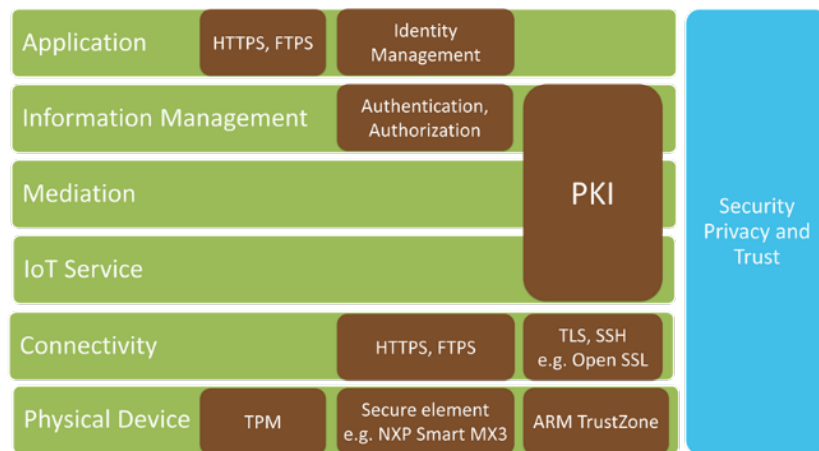 Application
HTTPS, FTPS
Identity
Management
Information Management
Authentication,
Authorization
Mediation
PKI
IoT Service
Connectivity
HTTPS, FTPS
TLS, SSH
e.g. Open SSL
Physical Device
TPM
Secure element
e.g. NXP Smart MX3
ARM TrustZone
Security
Privacy and
Trust